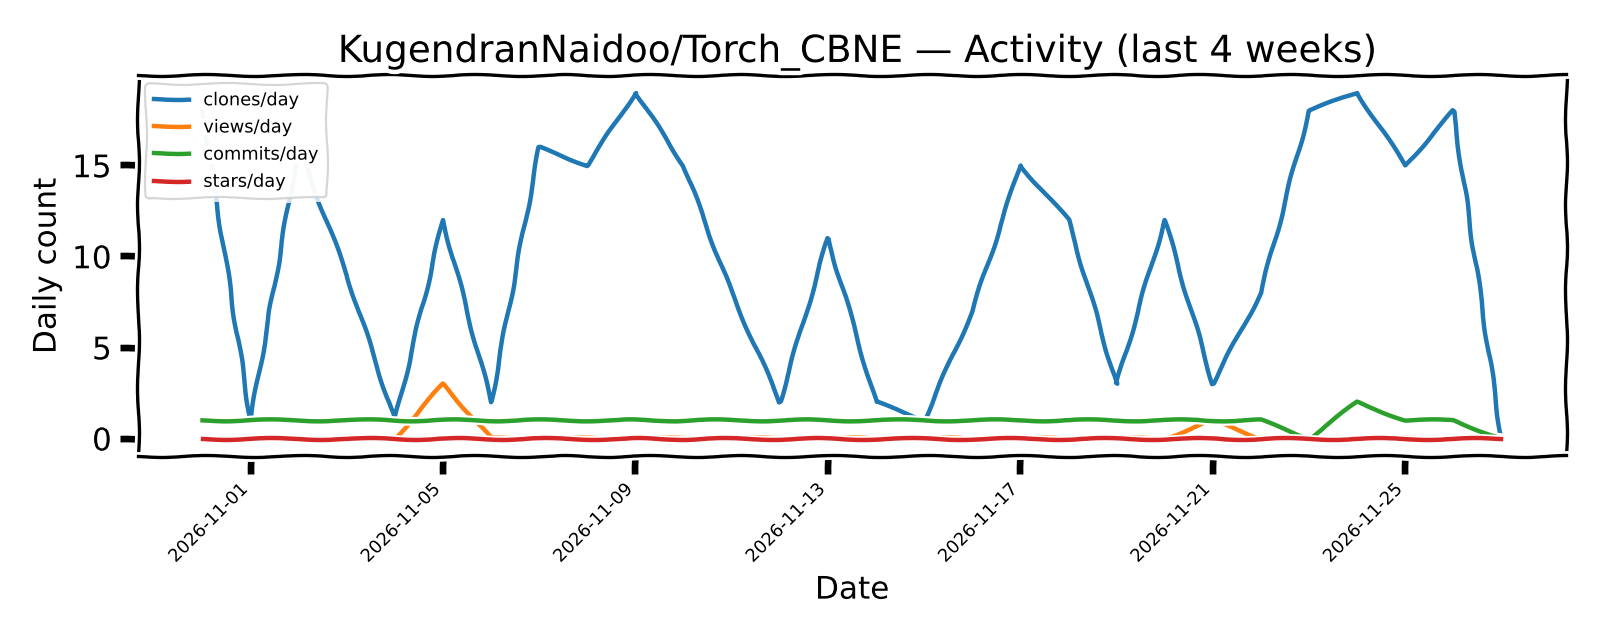 KugendranNaidoo/Torch_CBNE — Activity (last 4 weeks)
clones/day
views/day
commits/day
stars/day
Daily count
15
10
5
0
2026-11-01
2026-11-05
2026-11-09
2026-11-13
2026-11-17
2026-11-21
2026-11-25
Date